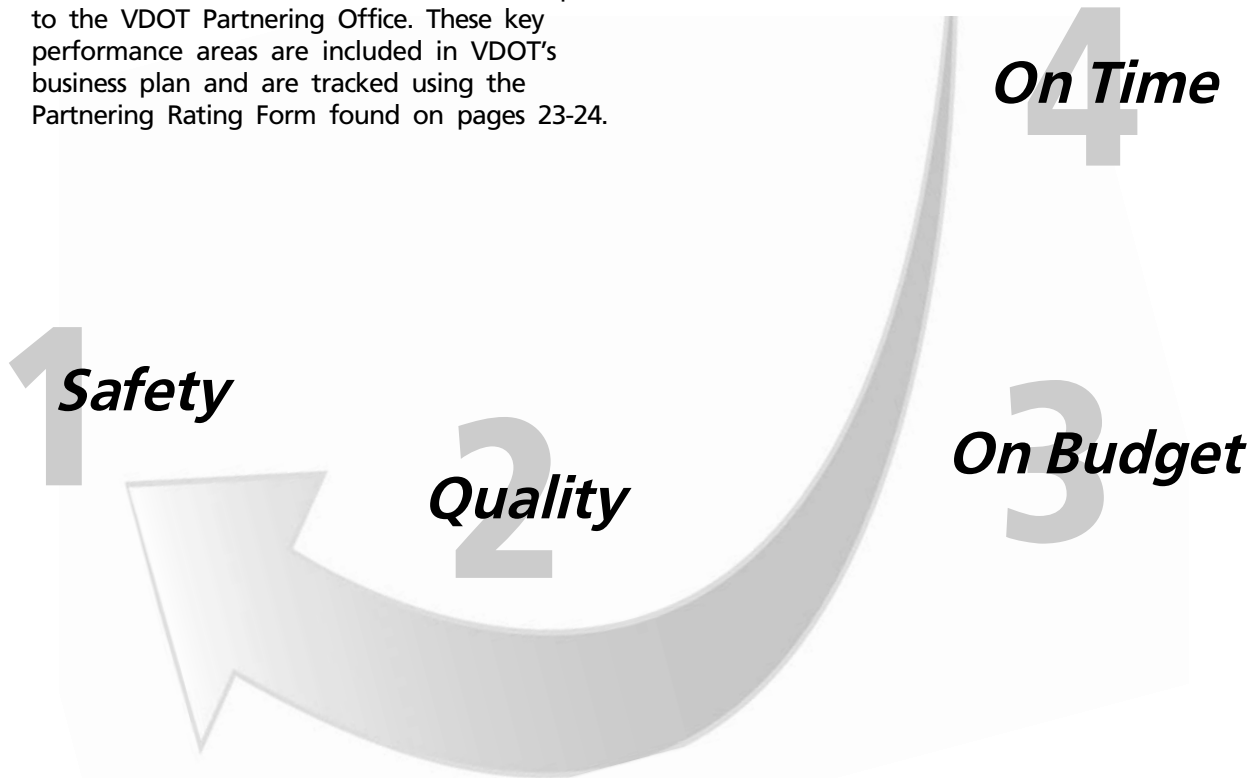 to the VDOT Partnering Office. These key
performance areas are included in VDOT's
business plan and are tracked using the
Partnering Rating Form found on pages 23-24.
4
On Time
1
Safety
2
Quality
3
On Budget